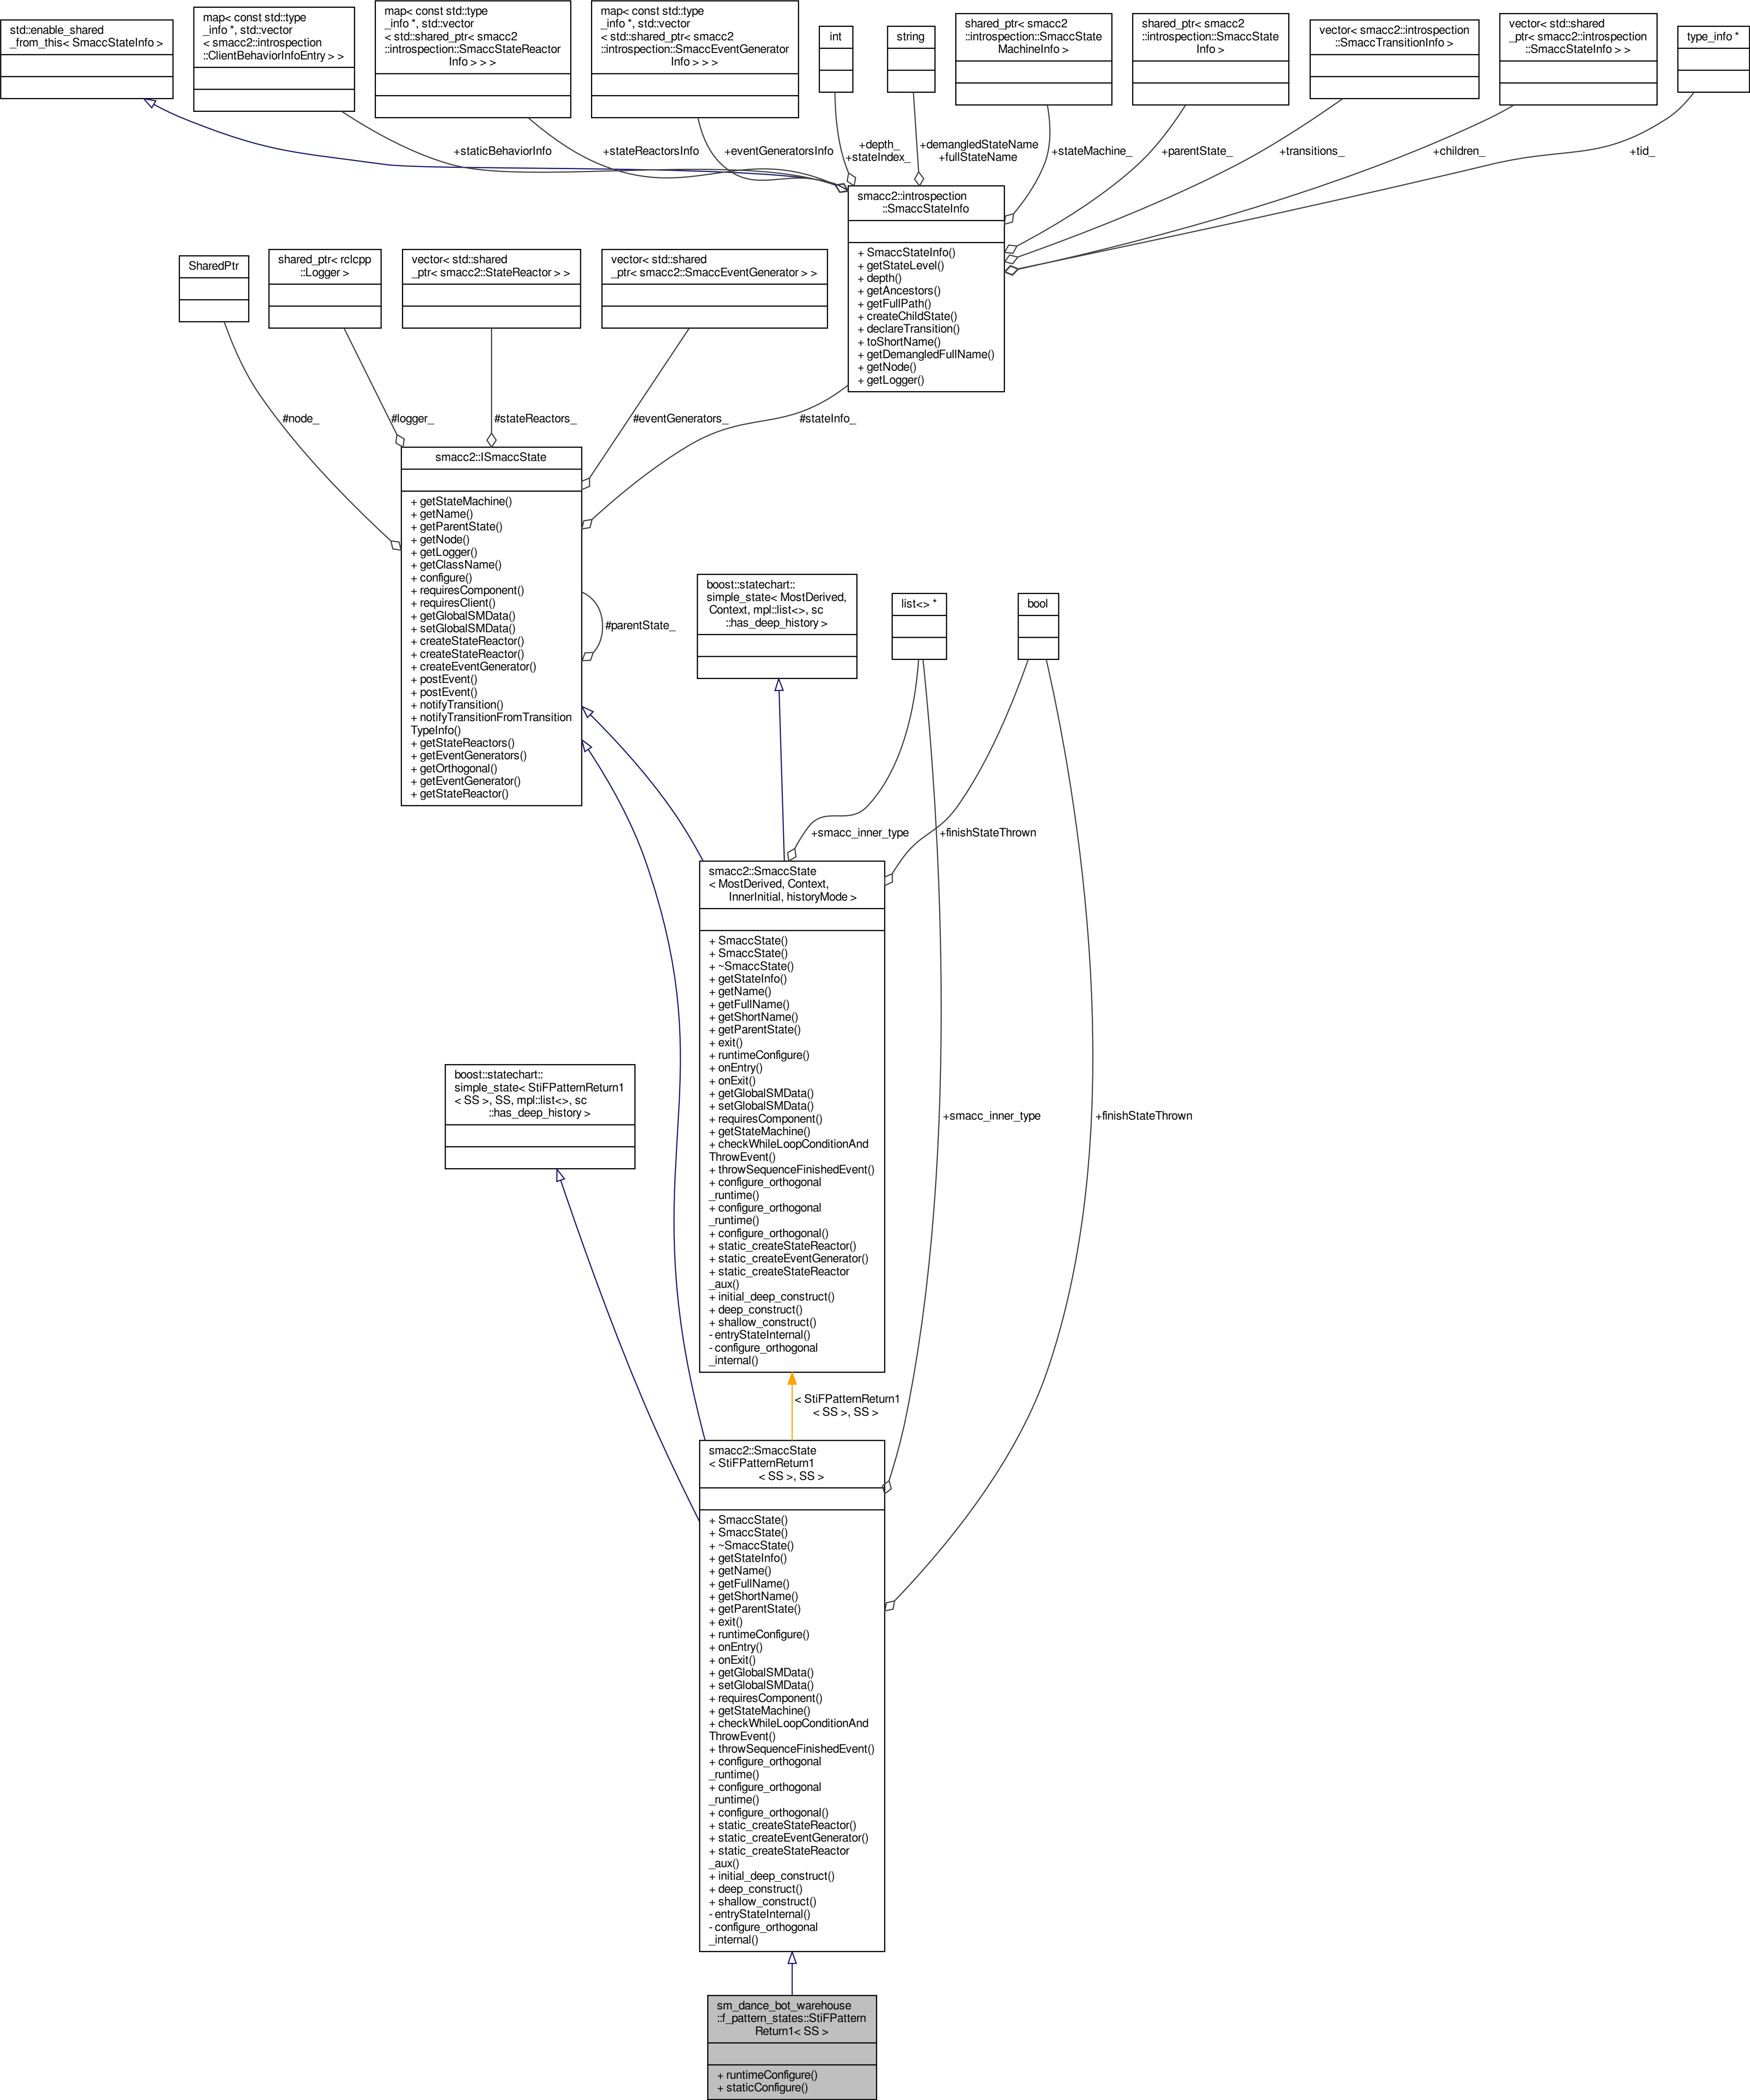 std::enable_shared
_from_this< SmaccStateInfo >
map< const std::type
_info *, std::vector
< smacc2::introspection
::ClientBehaviorInfoEntry > >
map< const std::type
_info *, std::vector
< std::shared_ptr< smacc2
::introspection::SmaccStateReactor
Info > > >
map< const std::type
_info *, std::vector
< std::shared_ptr< smacc2
::introspection::SmaccEventGenerator
Info > > >
int
string
shared_ptr< smacc2
::introspection::SmaccState
MachineInfo >
shared_ptr< smacc2
::introspection::SmaccState
Info >
vector< smacc2::introspection
::SmaccTransitionInfo >
vector< std::shared
_ptr< smacc2::introspection
::SmaccStateInfo > >
type_info *
+staticBehaviorInfo
+stateReactorsInfo
+eventGeneratorsInfo
+depth_
+stateIndex_
+demangledStateName
+fullStateName
+stateMachine_
+parentState_
+transitions_
+children_
+tid_
smacc2::introspection
::SmaccStateInfo
+ SmaccStateInfo()
+ getStateLevel()
+ depth()
+ getAncestors()
+ getFullPath()
+ createChildState()
+ declareTransition()
+ toShortName()
+ getDemangledFullName()
+ getNode()
+ getLogger()
SharedPtr
shared_ptr< rclcpp
::Logger >
vector< std::shared
_ptr< smacc2::StateReactor > >
vector< std::shared
_ptr< smacc2::SmaccEventGenerator > >
#node_
#logger_
#stateReactors_
#eventGenerators_
#stateInfo_
smacc2::ISmaccState
+ getStateMachine()
+ getName()
+ getParentState()
+ getNode()
+ getLogger()
+ getClassName()
+ configure()
+ requiresComponent()
+ requiresClient()
+ getGlobalSMData()
+ setGlobalSMData()
+ createStateReactor()
+ createStateReactor()
+ createEventGenerator()
+ postEvent()
+ postEvent()
+ notifyTransition()
+ notifyTransitionFromTransition
TypeInfo()
+ getStateReactors()
+ getEventGenerators()
+ getOrthogonal()
+ getEventGenerator()
+ getStateReactor()
#parentState_
boost::statechart::
simple_state< MostDerived,
Context, mpl::list<>, sc
::has_deep_history >
list<> *
bool
+smacc_inner_type
+finishStateThrown
smacc2::SmaccState
< MostDerived, Context,
InnerInitial, historyMode >
+ SmaccState()
+ SmaccState()
+ ~SmaccState()
+ getStateInfo()
+ getName()
+ getFullName()
+ getShortName()
+ getParentState()
+ exit()
+ runtimeConfigure()
+ onEntry()
+ onExit()
+ getGlobalSMData()
+ setGlobalSMData()
+ requiresComponent()
+ getStateMachine()
+ checkWhileLoopConditionAnd
ThrowEvent()
+ throwSequenceFinishedEvent()
+ configure_orthogonal
_runtime()
+ configure_orthogonal
_runtime()
+ configure_orthogonal()
+ static_createStateReactor()
+ static_createEventGenerator()
+ static_createStateReactor
_aux()
+ initial_deep_construct()
+ deep_construct()
+ shallow_construct()
- entryStateInternal()
- configure_orthogonal
_internal()
boost::statechart::
simple_state< StiFPatternReturn1
< SS >, SS, mpl::list<>, sc
::has_deep_history >
+smacc_inner_type
+finishStateThrown
< StiFPatternReturn1
< SS >, SS >
smacc2::SmaccState
< StiFPatternReturn1
< SS >, SS >
+ SmaccState()
+ SmaccState()
+ ~SmaccState()
+ getStateInfo()
+ getName()
+ getFullName()
+ getShortName()
+ getParentState()
+ exit()
+ runtimeConfigure()
+ onEntry()
+ onExit()
+ getGlobalSMData()
+ setGlobalSMData()
+ requiresComponent()
+ getStateMachine()
+ checkWhileLoopConditionAnd
ThrowEvent()
+ throwSequenceFinishedEvent()
+ configure_orthogonal
_runtime()
+ configure_orthogonal
_runtime()
+ configure_orthogonal()
+ static_createStateReactor()
+ static_createEventGenerator()
+ static_createStateReactor
_aux()
+ initial_deep_construct()
+ deep_construct()
+ shallow_construct()
- entryStateInternal()
- configure_orthogonal
_internal()
sm_dance_bot_warehouse
::f_pattern_states::StiFPattern
Return1< SS >
+ runtimeConfigure()
+ staticConfigure()